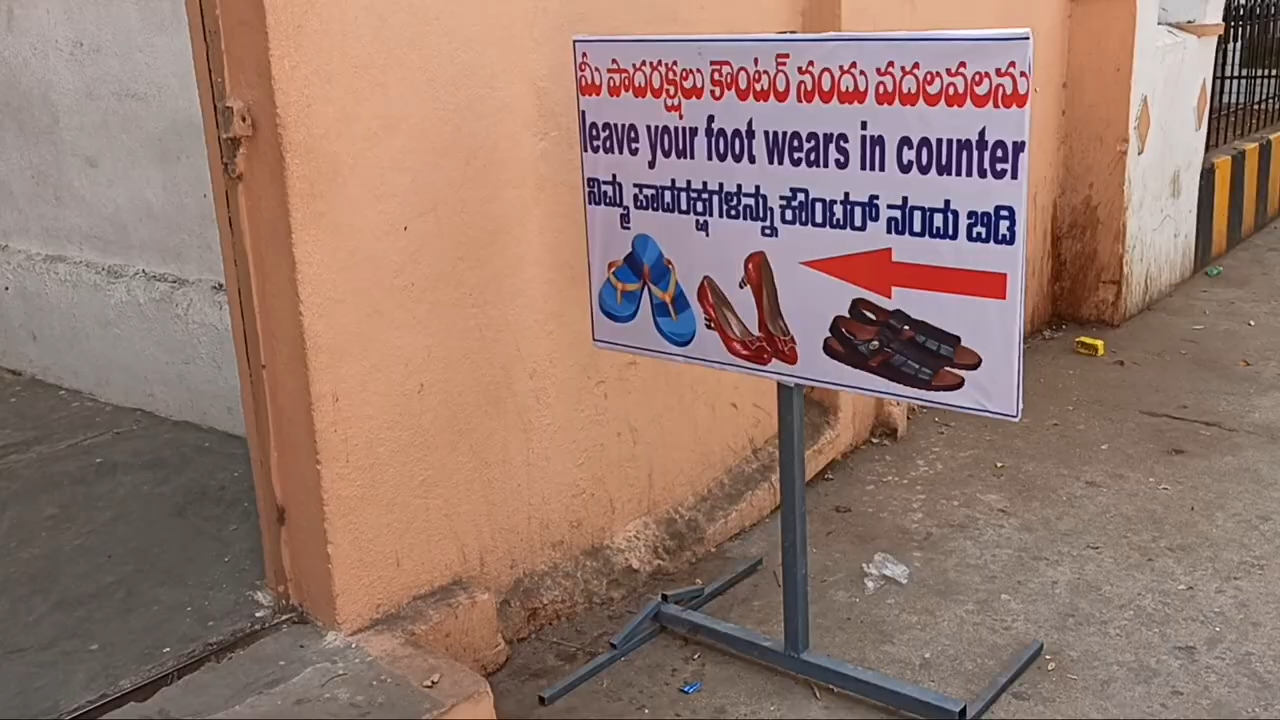 మీ పాదరక్షలు కౌంటర్ నందు వదలవలను
leave your foot wears in counter
ನಿಮ್ಮ ಪಾದರಕ್ಷಗಳನ್ನು ಕೌಂಟರ್ ನಂದು ಬಿಡಿ